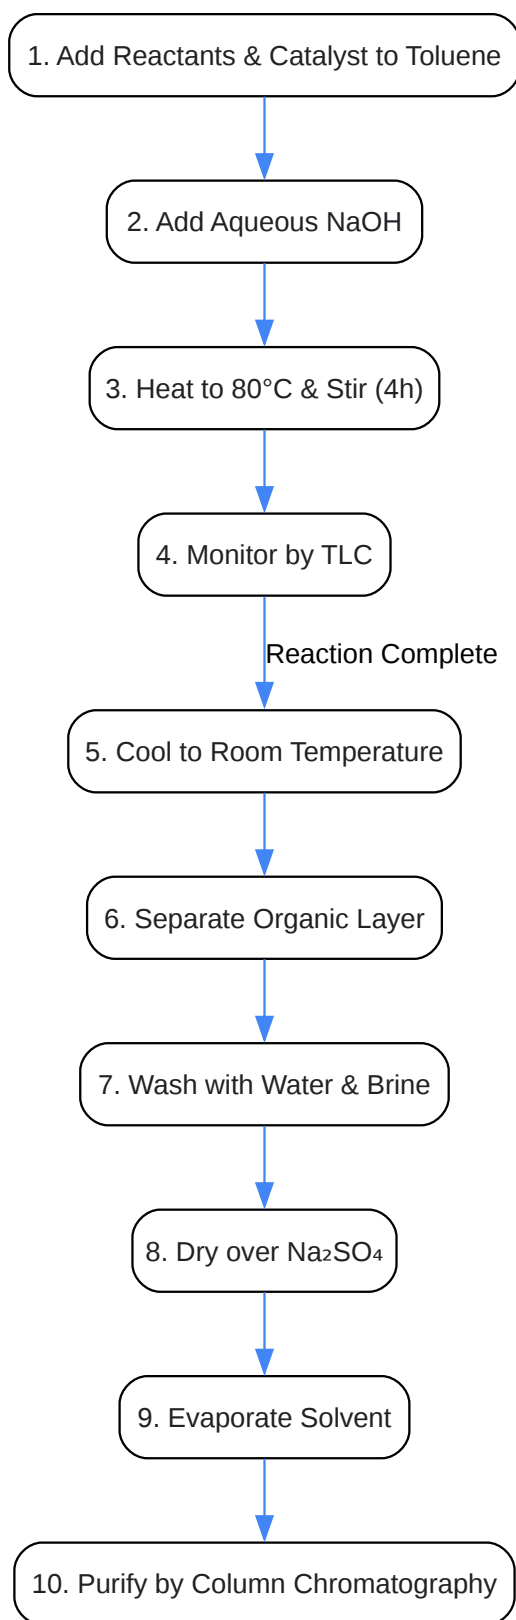 1. Add Reactants & Catalyst to Toluene
2. Add Aqueous NaOH
3. Heat to 80°C & Stir (4h)
4. Monitor by TLC
Reaction Complete
5. Cool to Room Temperature
6. Separate Organic Layer
7. Wash with Water & Brine
8. Dry over Na₂SO₄
9. Evaporate Solvent
10. Purify by Column Chromatography